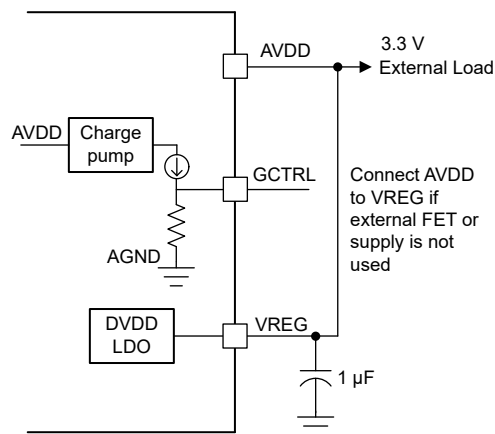 AVDD
3.3 V
External Load
AVDD
Charge
pump
GCTRL
Connect AVDD
to VREG if
external FET or
supply is not
used
AGND
DVDD
LDO
VREG
1 µF